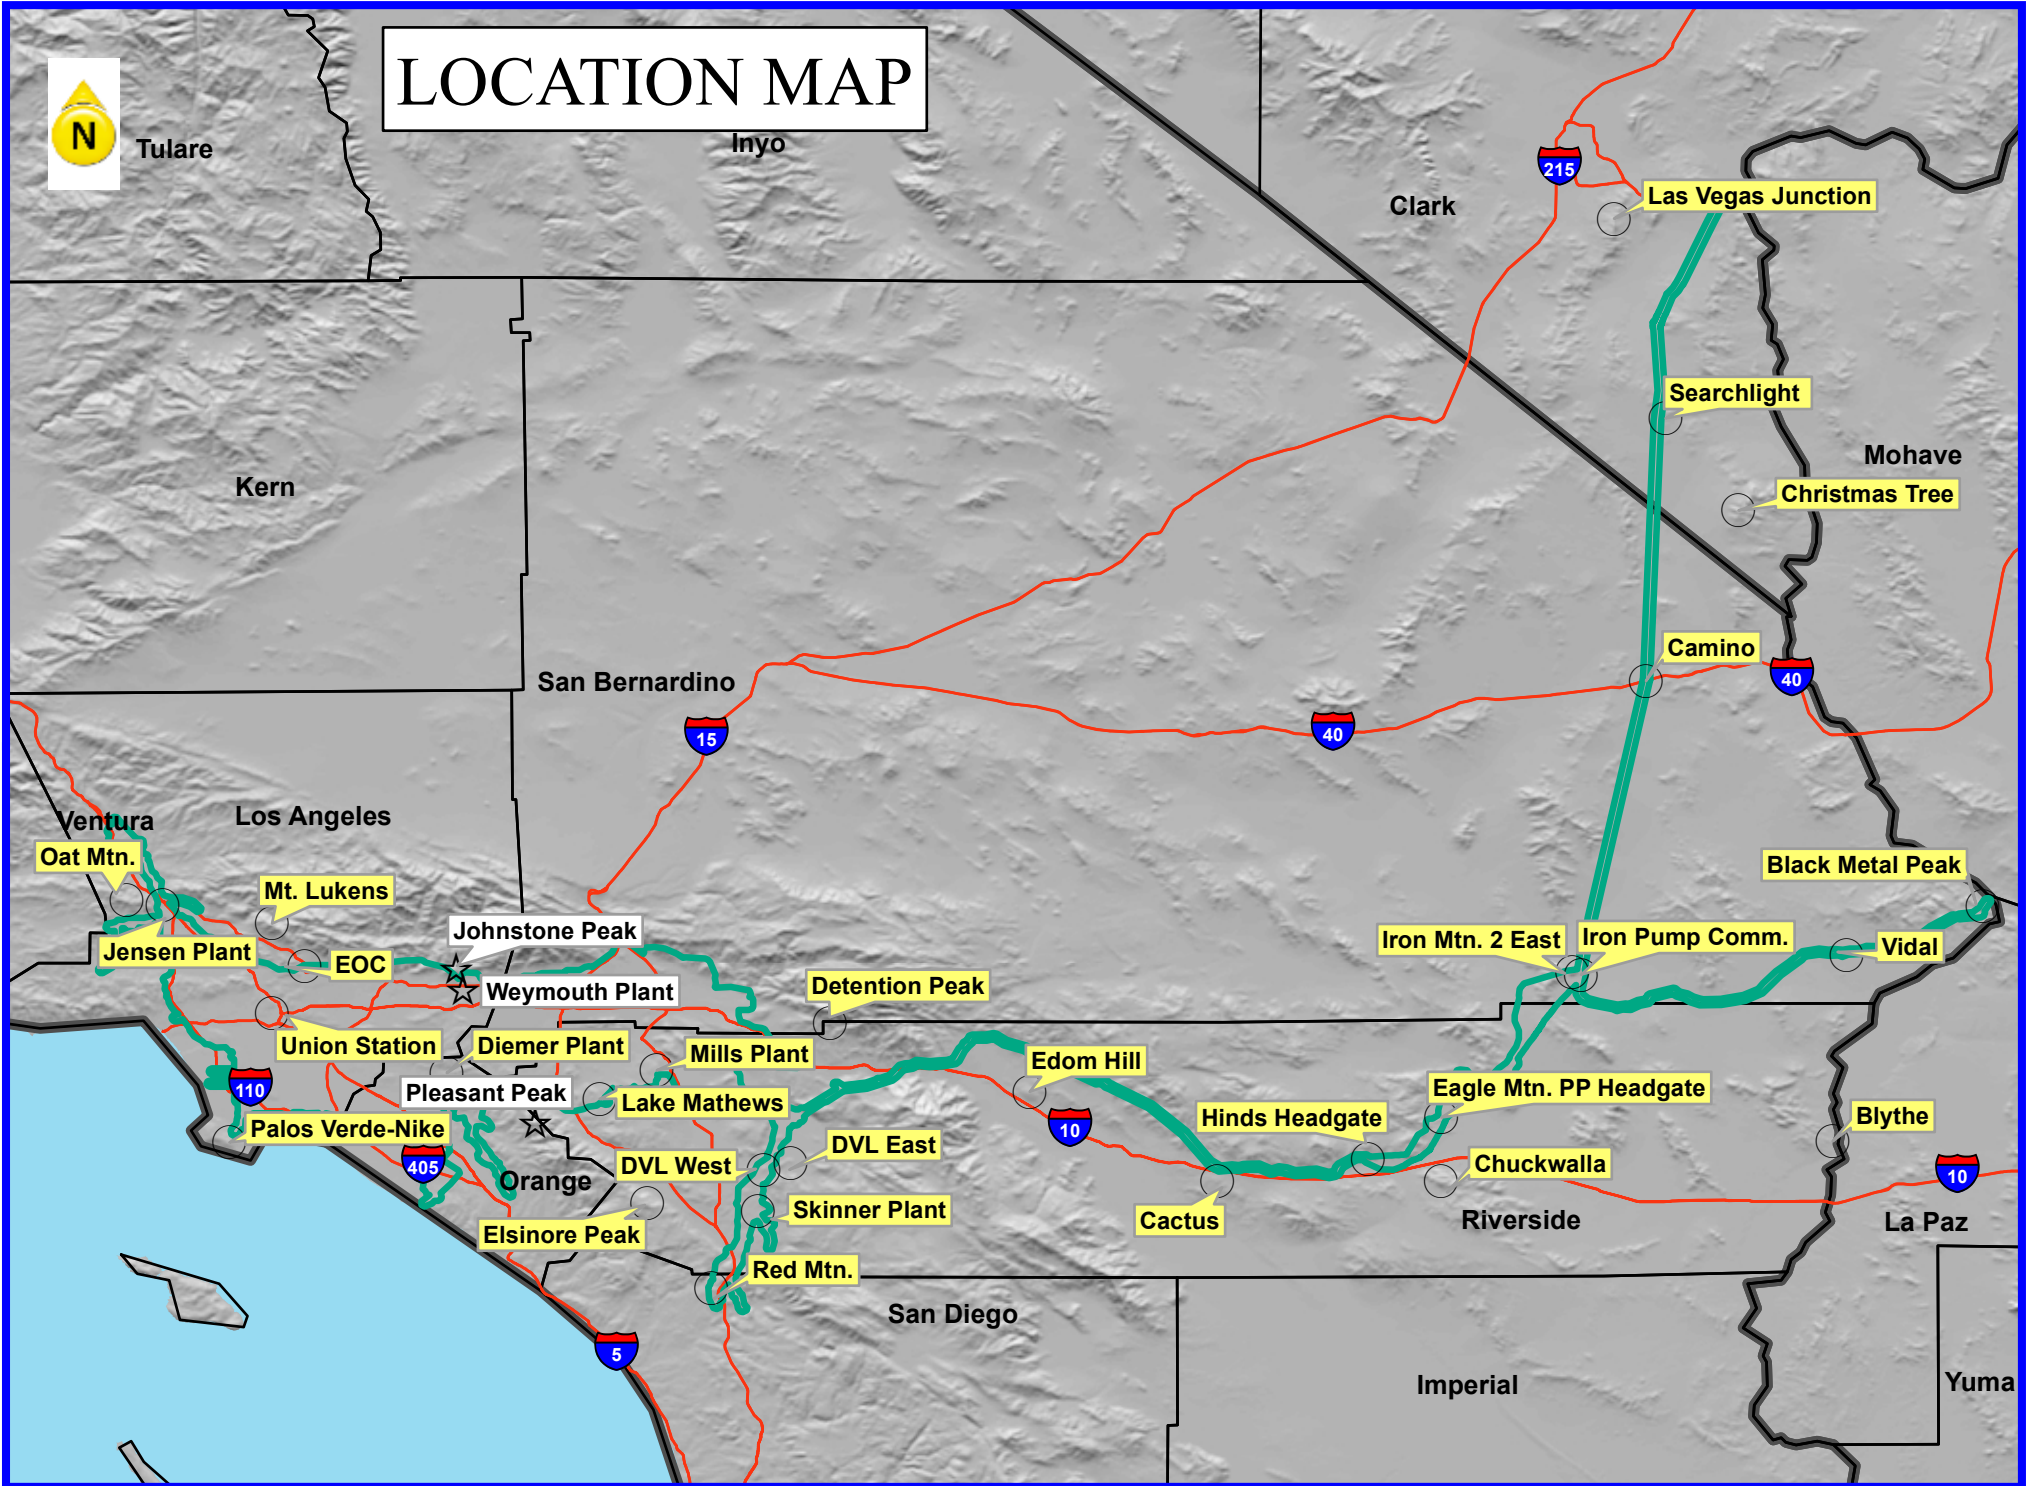 LOCATION MAP
N
Tulare
Inyo
215
Las Vegas Junction
Clark
Searchlight
Mohave
Kern
Christmas Tree
Camino
San Bernardino
40
15
40
Los Angeles
Ventura
Oat Mtn.
Black Metal Peak
Mt. Lukens
Johnstone Peak
Iron Mtn. 2 East
Iron Pump Comm.
Vidal
Jensen Plant
EOC
Detention Peak
Weymouth Plant
Union Station
Diemer Plant
Mills Plant
Edom Hill
110
Pleasant Peak
Lake Mathews
Eagle Mtn. PP Headgate
Hinds Headgate
Blythe
Palos Verde-Nike
10
DVL East
405
DVL West
Chuckwalla
10
Orange
Skinner Plant
Cactus
Riverside
La Paz
Elsinore Peak
Red Mtn.
San Diego
5
Imperial
Yuma